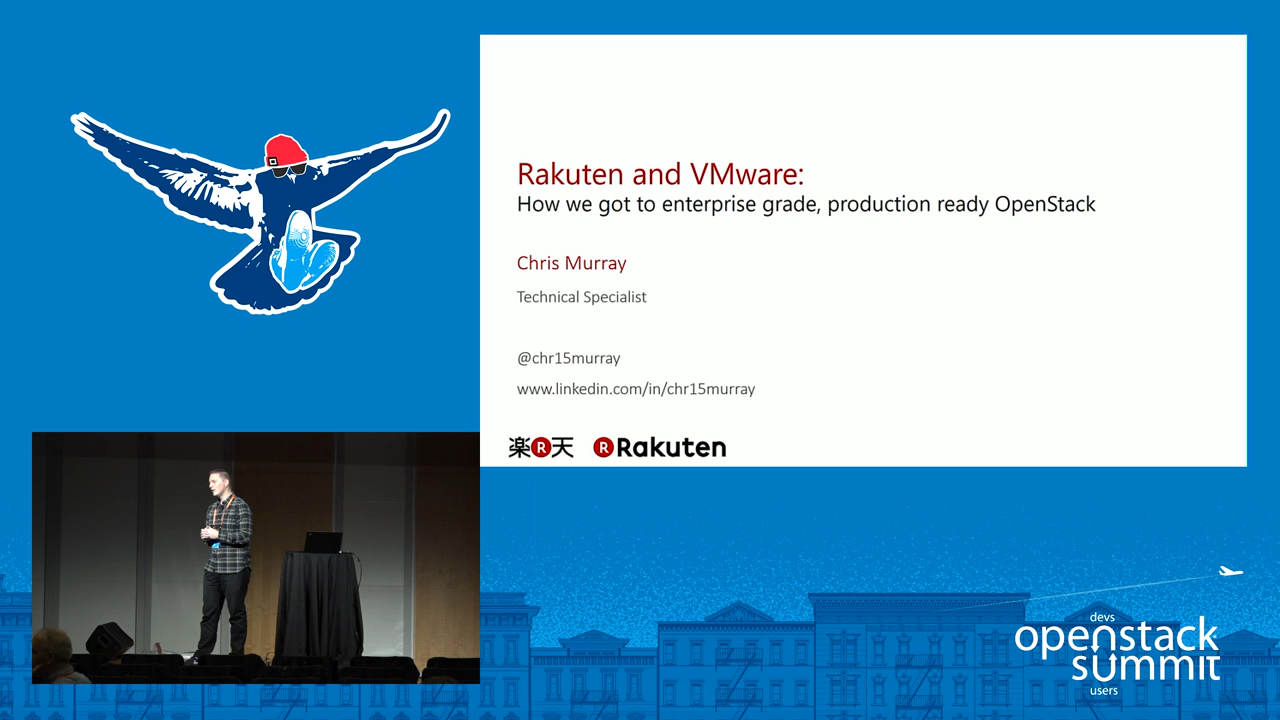 Rakuten and VMware:
How we got to enterprise grade, production ready OpenStack
Chris Murray
Technical Specialist
@chr15murray
www.linkedin.com/in/chr15murray
楽R天 R Rakuten
devs
openstack
summit
users